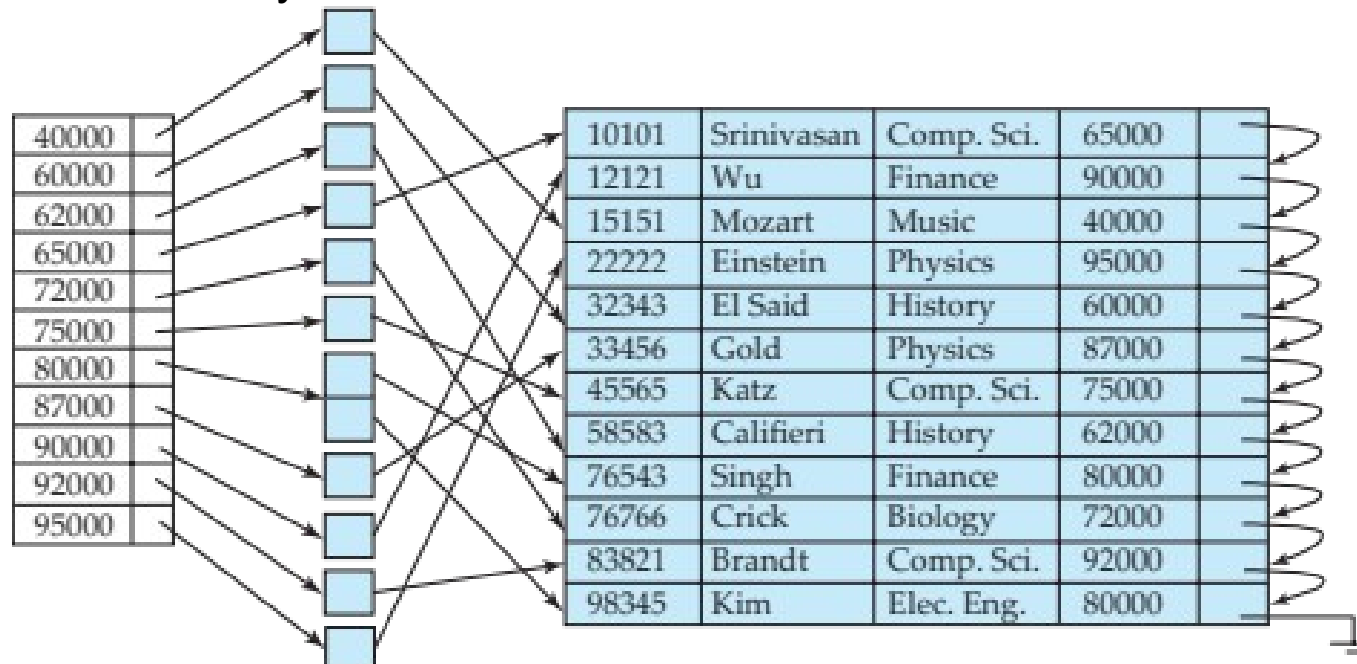 40000
60000
62000
65000
72000
75000
80000
87000
90000
92000
95000
10101 Srinivasan Comp. Sci. 65000
12121 Wu Finance 90000
15151 Mozart Music 40000
22222 Einstein Physics 95000
32343 El Said History 60000
33456 Gold Physics 87000
45565 Katz Comp. Sci. 75000
58583 Califieri History 62000
76543 Singh Finance 80000
76766 Crick Biology 72000
83821 Brandt Comp. Sci. 92000
98345 Kim Elec. Eng. 80000